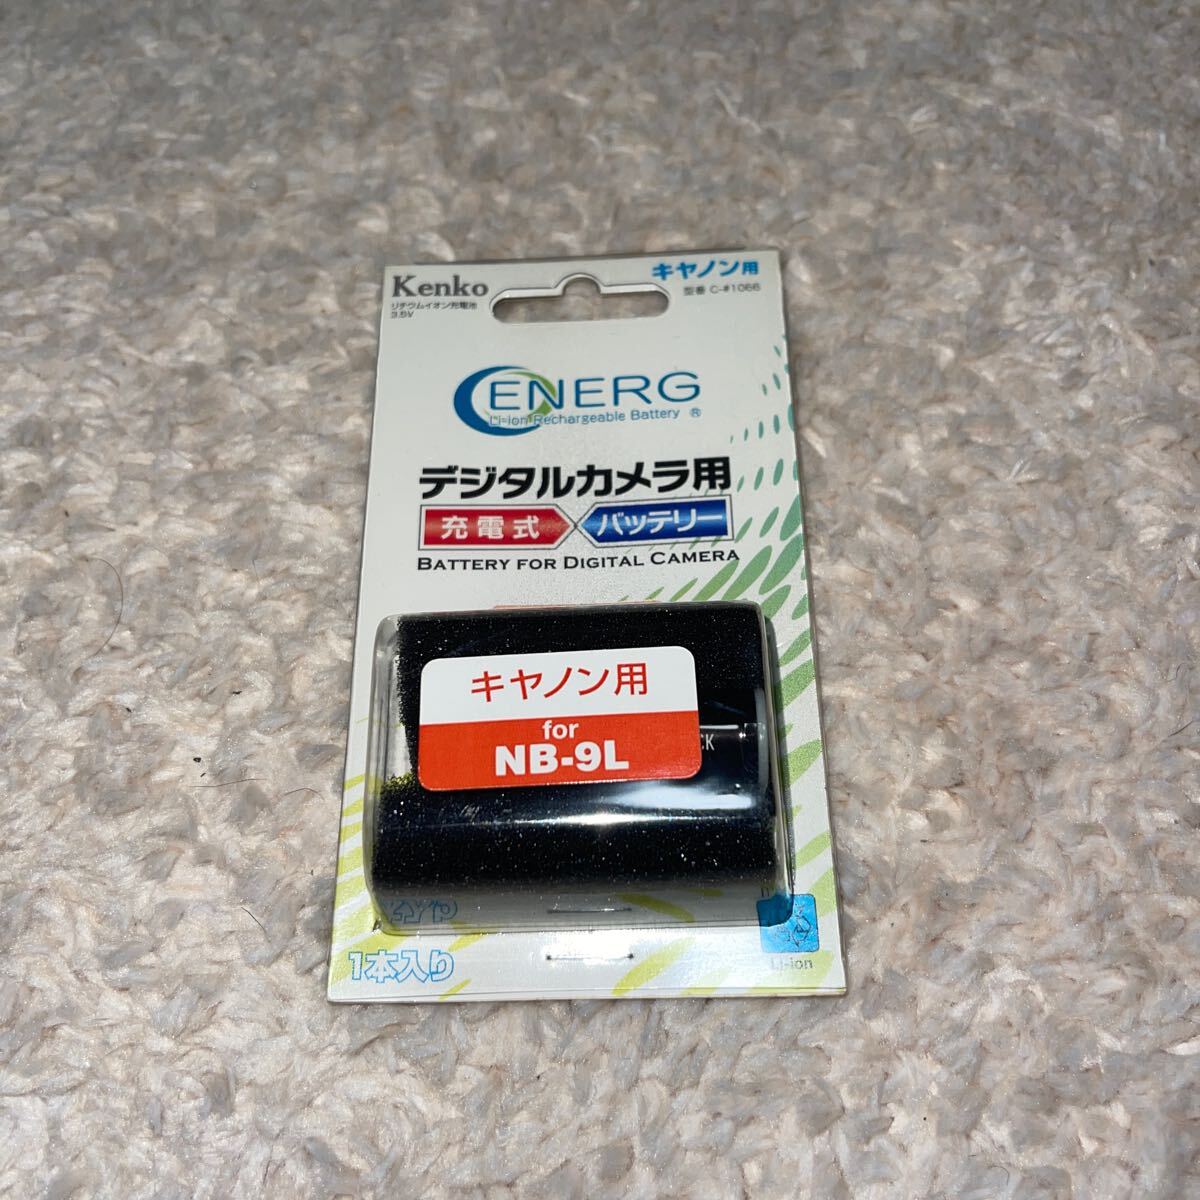 Kenko
リチウムイオン充電池
3.5V
キヤノン用
型番 C-#1066
ENERG
Li-ion Rechargeable Battery ®
デジタルカメラ用
充電式 バッテリー
BATTERY FOR DIGITAL CAMERA
キヤノン用
for
NB-9L
CK
1本入り
Li-ion